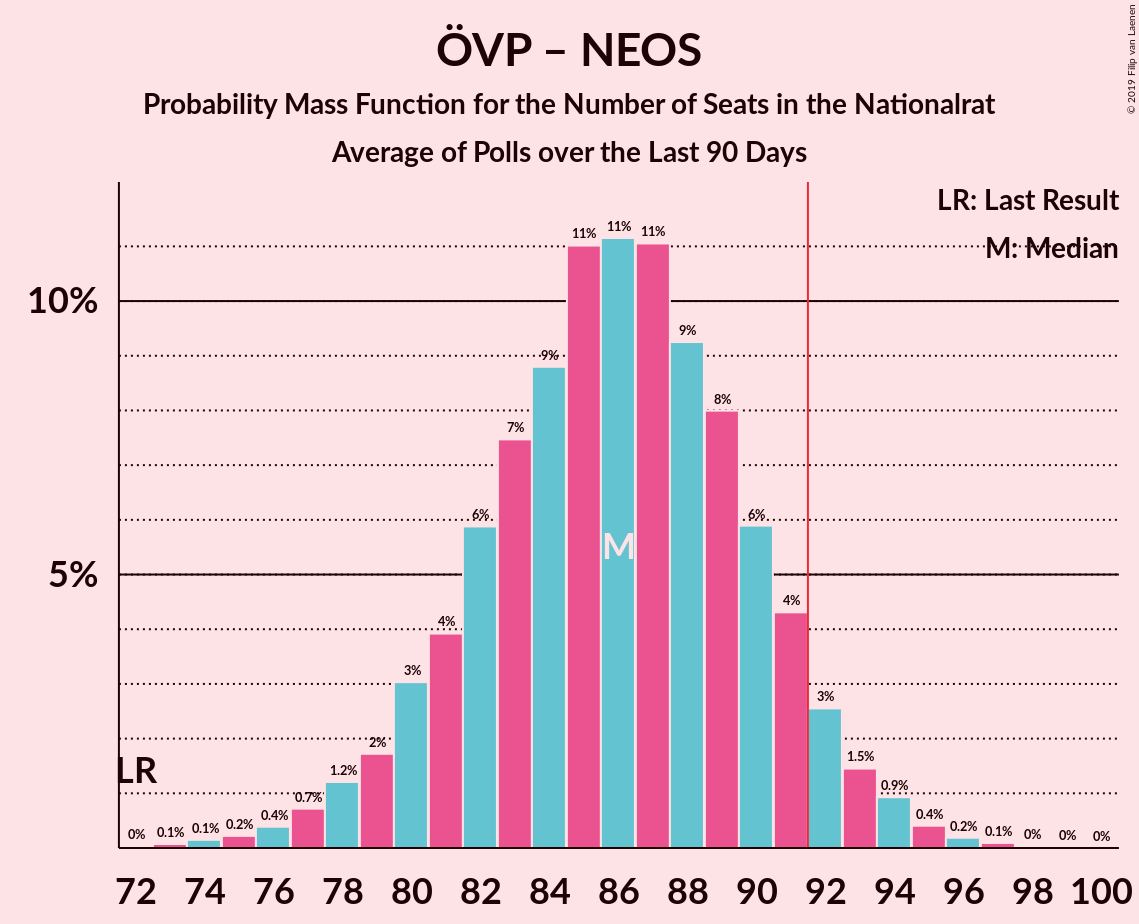 ÖVP – NEOS
Probability Mass Function for the Number of Seats in the Nationalrat
Average of Polls over the Last 90 Days
© 2019 Filip van Laenen
LR: Last Result
M: Median
10%
5%
LR
M
0% 0.1% 0.1% 0.2% 0.4% 0.7% 1.2% 2% 3% 4% 6% 7% 9% 11% 11% 11% 9% 8% 6% 4% 3% 1.5% 0.9% 0.4% 0.2% 0.1% 0% 0% 0%
72 74 76 78 80 82 84 86 88 90 92 94 96 98 100